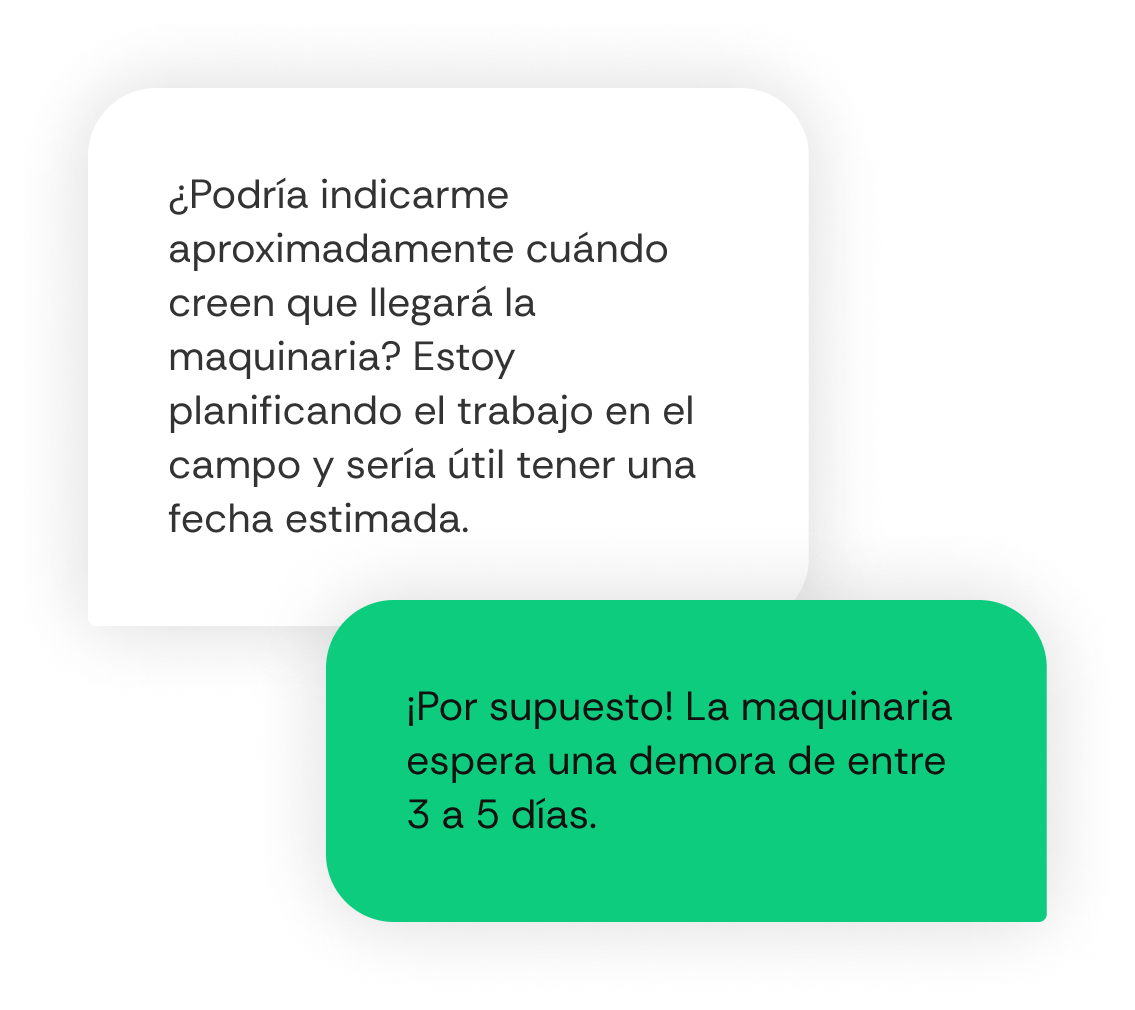 ¿Podría indicarme
aproximadamente cuándo
creen que llegará la
maquinaria? Estoy
planificando el trabajo en el
campo y sería útil tener una
fecha estimada.
¡Por supuesto! La maquinaria
espera una demora de entre
3 a 5 días.